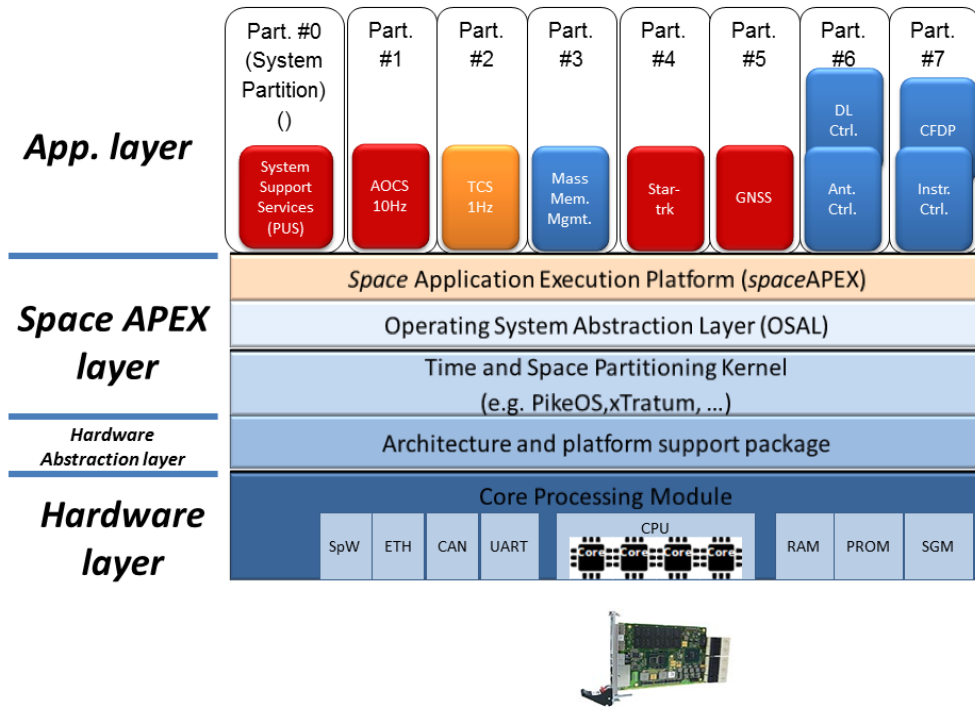 Part. #0
(System
Partition)
()
Part.
#1
Part.
#2
Part.
#3
Part.
#4
Part.
#5
Part.
#6
Part.
#7
App. layer
System
Support
Services
(PUS)
AOCS
10Hz
TCS
1Hz
Mass
Mem.
Mgmt.
Star-
trk
GNSS
DL
Ctrl.
Ant.
Ctrl.
CFDP
Instr.
Ctrl.
Space APEX
layer
Space Application Execution Platform (spaceAPEX)
Operating System Abstraction Layer (OSAL)
Time and Space Partitioning Kernel
(e.g. PikeOS,xTratum, ...)
Hardware
Abstraction layer
Architecture and platform support package
Hardware
layer
Core Processing Module
SpW
ETH
CAN
UART
CPU
Core
Core
Core
Core
RAM
PROM
SGM